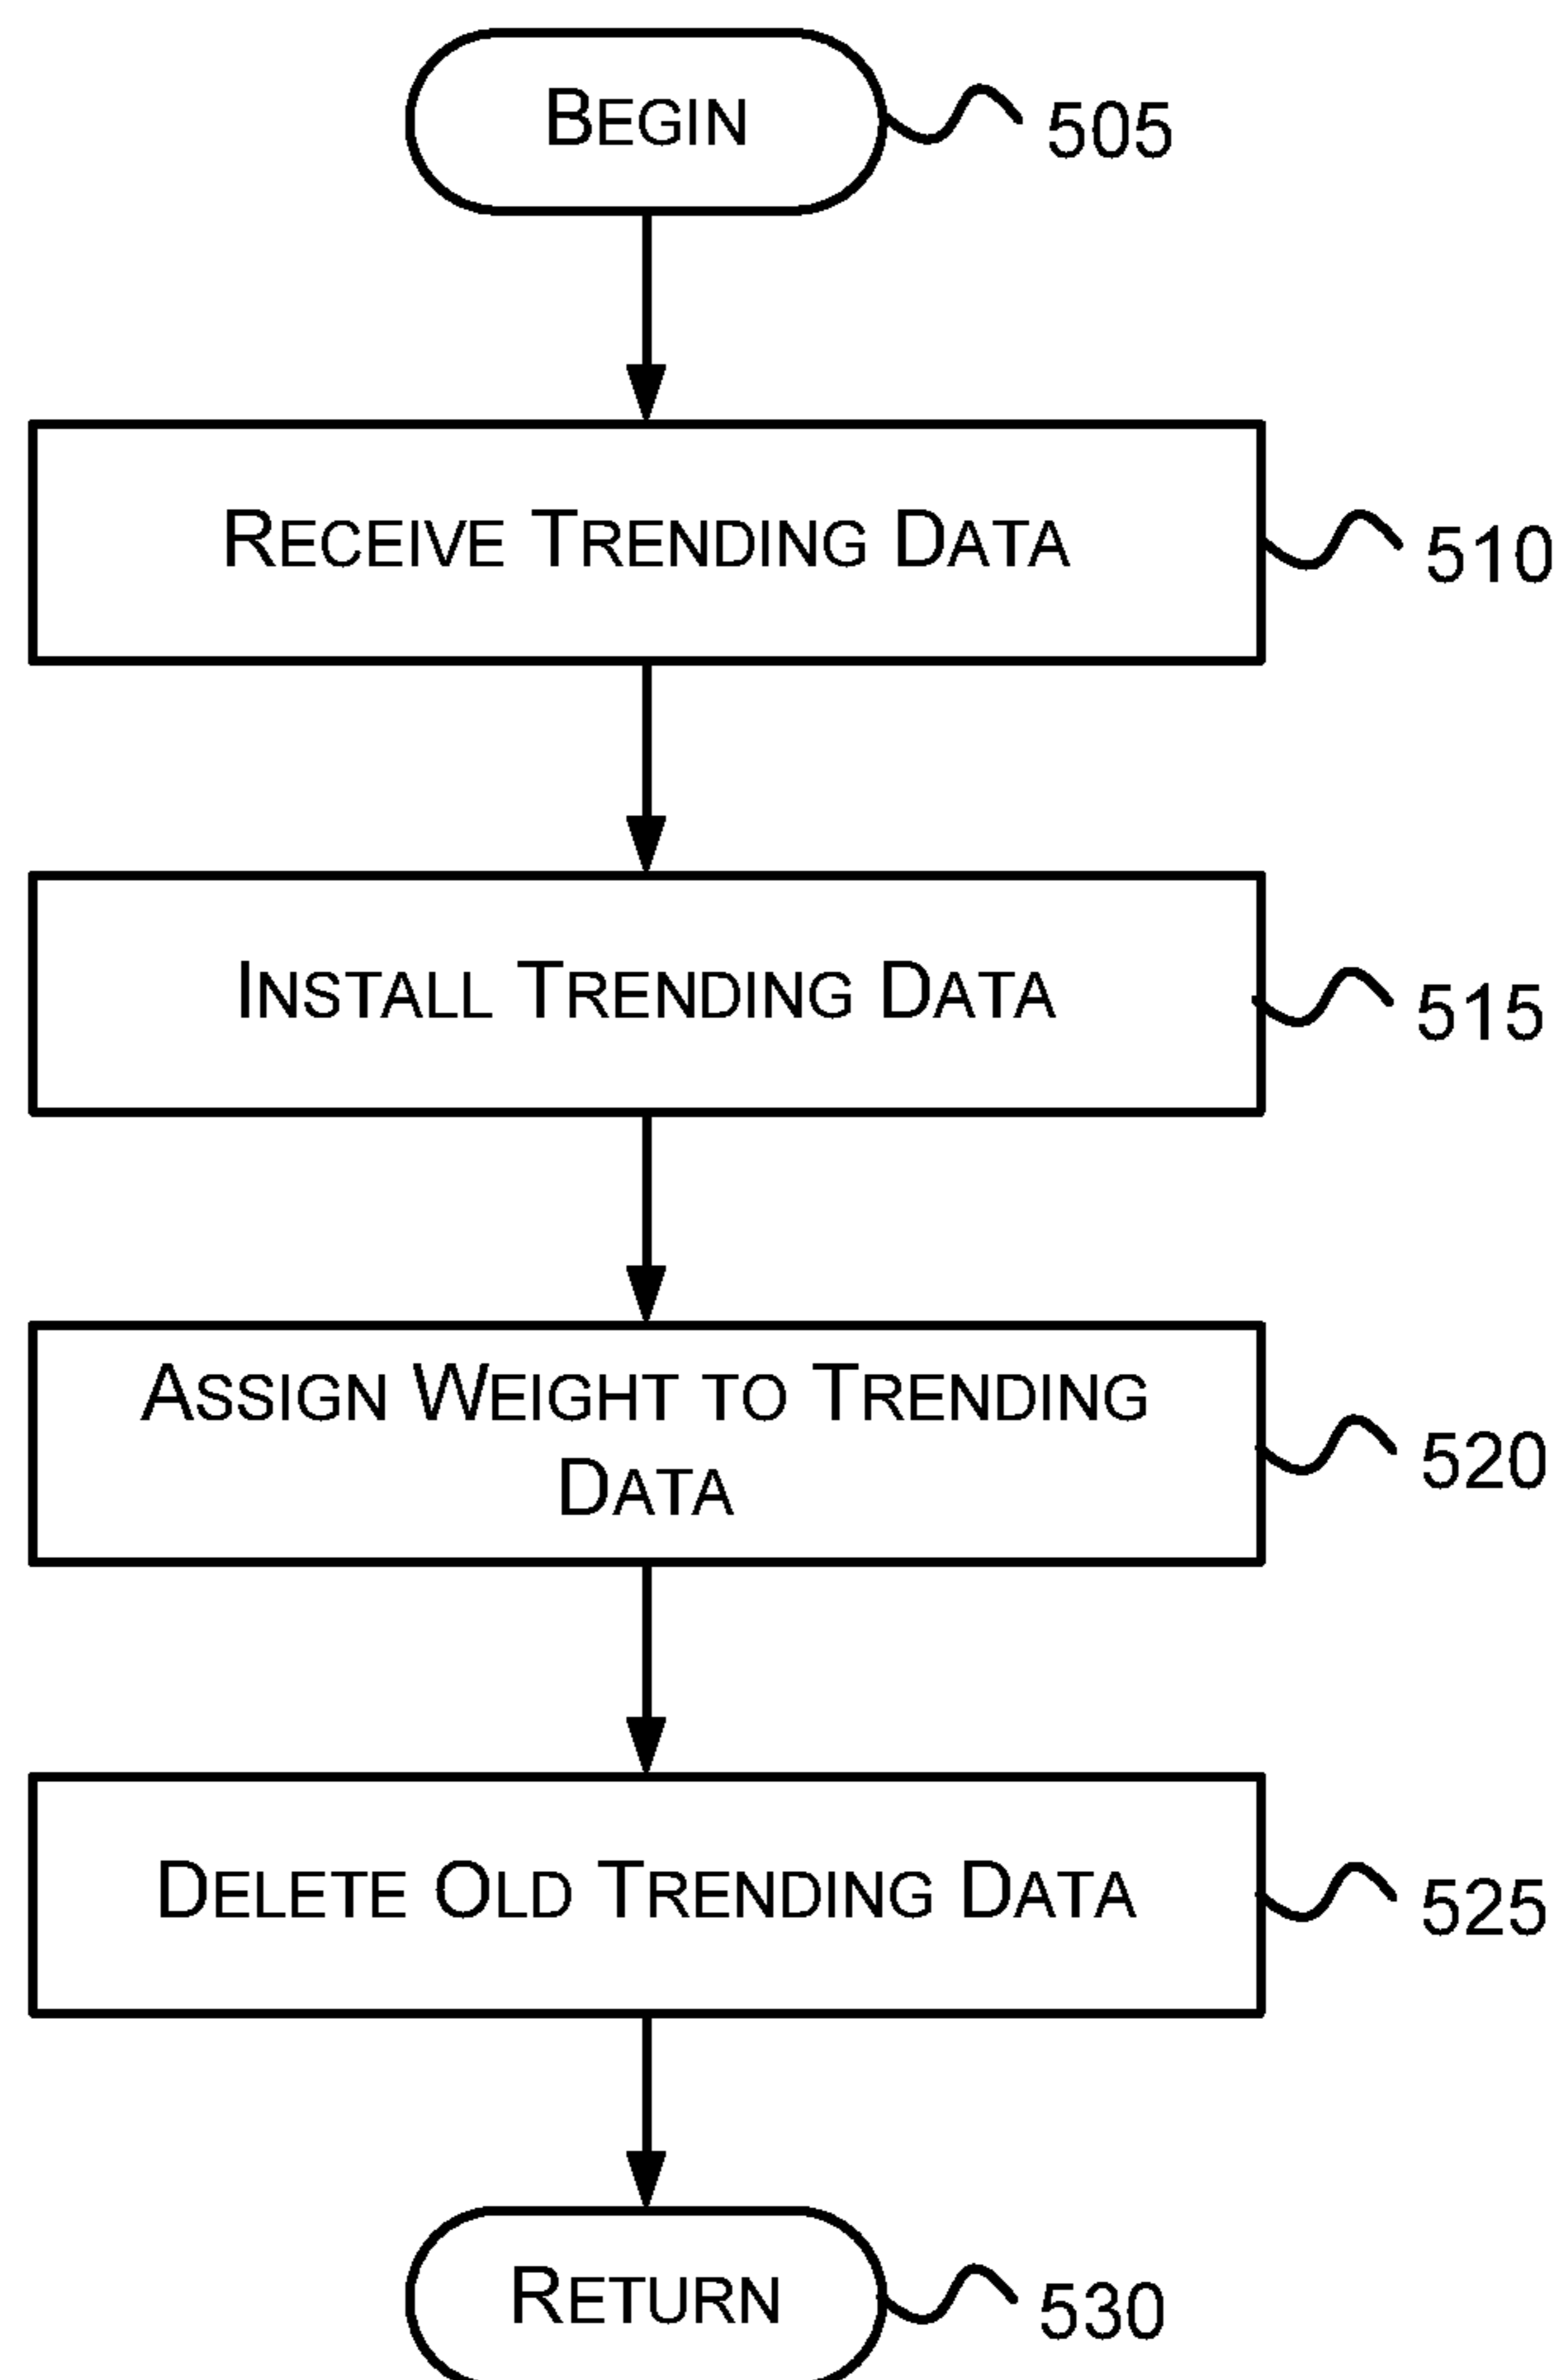 BEGIN
505
RECEIVE TRENDING DATA
510
INSTALL TRENDING DATA
515
ASSIGN WEIGHT TO TRENDING
DATA
520
DELETE OLD TRENDING DATA
525
RETURN
530